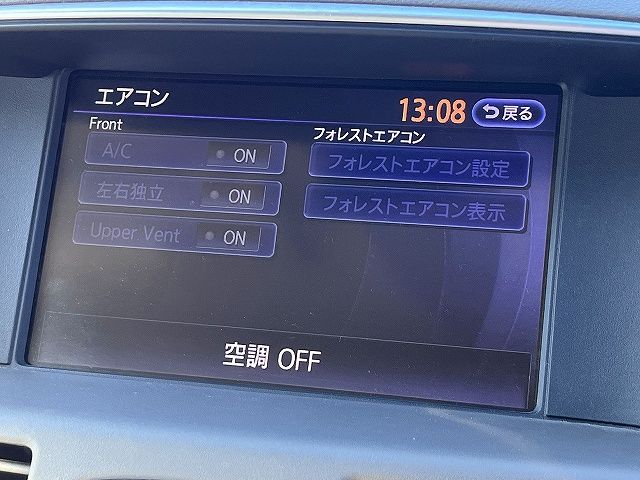 エアコン
13:08
戻る
Front
フォレストエアコン
A/C ON
フォレストエアコン設定
左右独立 ON
フォレストエアコン表示
Upper Vent ON
空調 OFF